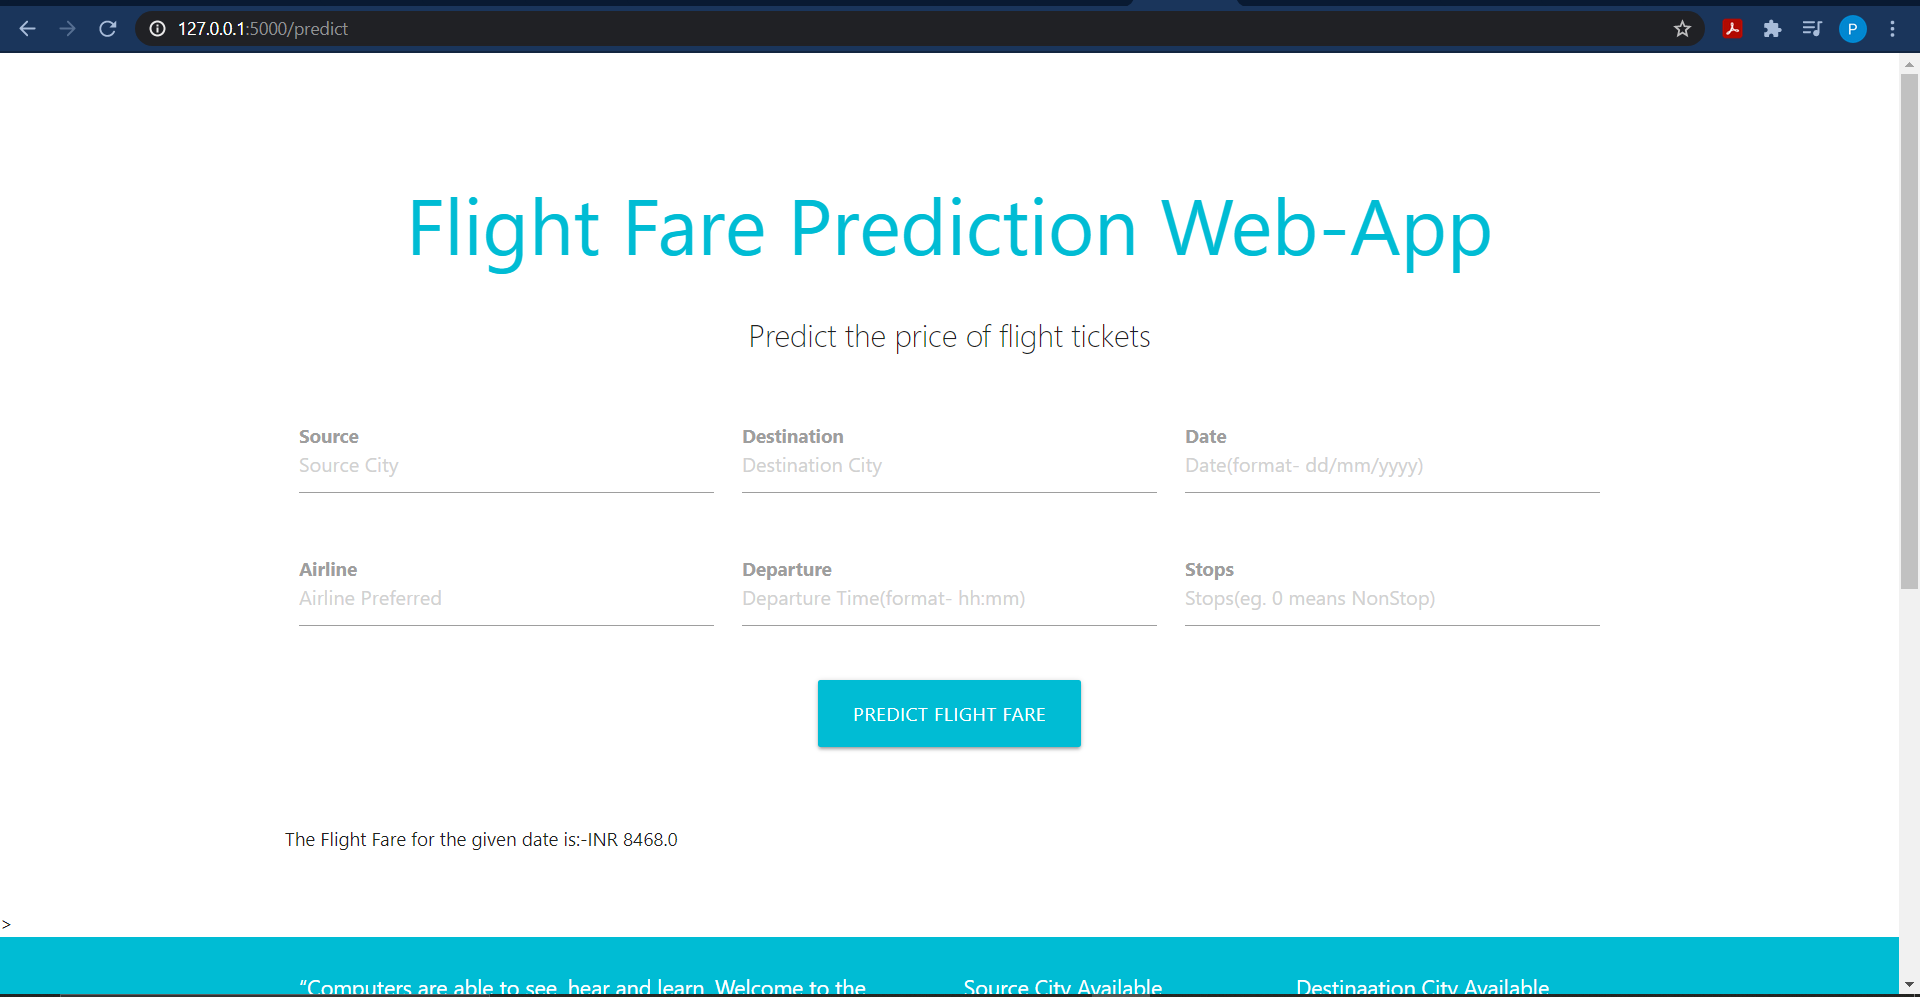 127.0.0.1:5000/predict
P
Flight Fare Prediction Web-App
Predict the price of flight tickets
Source
Source City
Destination
Destination City
Date
Date(format- dd/mm/yyyy)
Airline
Airline Preferred
Departure
Departure Time(format- hh:mm)
Stops
Stops(eg. 0 means NonStop)
PREDICT FLIGHT FARE
The Flight Fare for the given date is:-INR 8468.0
>
“Computers are able to see, hear and learn. Welcome to the
Source City Available
Destinaation City Available